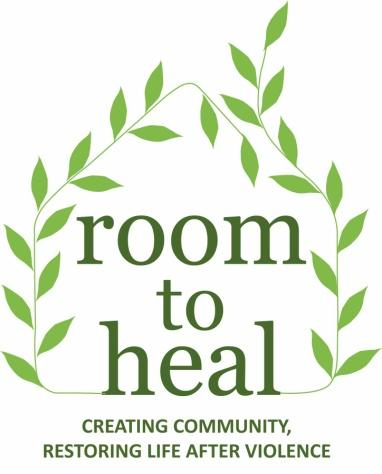 room
to
heal
CREATING COMMUNITY,
RESTORING LIFE AFTER VIOLENCE